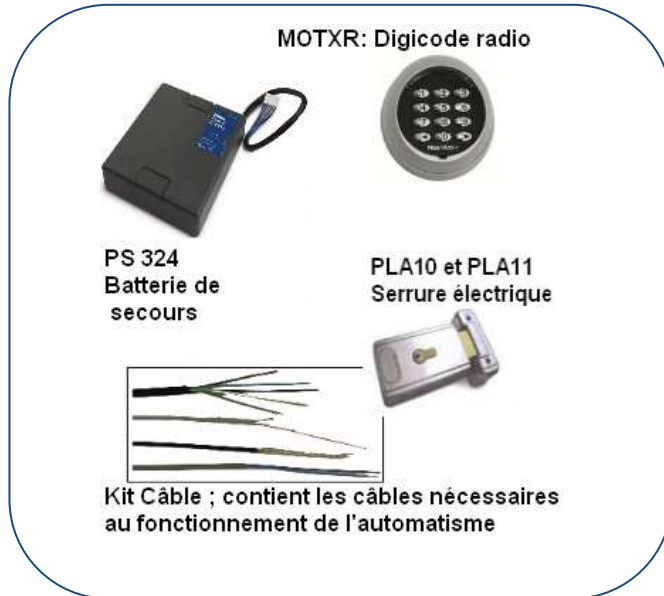 MOTXR: Digicode radio
PS 324
Batterie de
secours
PLA10 et PLA11
Serrure électrique
Kit Câble ; contient les câbles nécessaires
au fonctionnement de l'automatisme